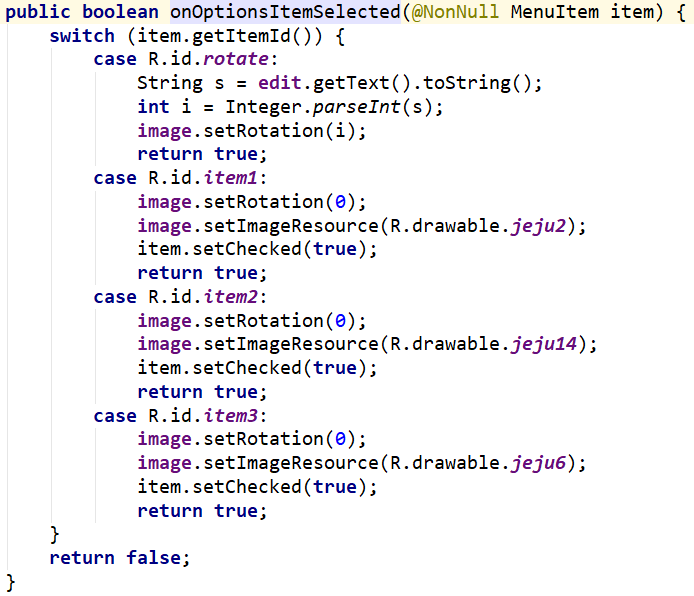 public boolean onOptionsItemSelected(@NonNull MenuItem item) {
    switch (item.getItemId()) {
        case R.id.rotate:
            String s = edit.getText().toString();
            int i = Integer.parseInt(s);
            image.setRotation(i);
            return true;
        case R.id.item1:
            image.setRotation(0);
            image.setImageResource(R.drawable.jeju2);
            item.setChecked(true);
            return true;
        case R.id.item2:
            image.setRotation(0);
            image.setImageResource(R.drawable.jeju14);
            item.setChecked(true);
            return true;
        case R.id.item3:
            image.setRotation(0);
            image.setImageResource(R.drawable.jeju6);
            item.setChecked(true);
            return true;
    }
    return false;
}